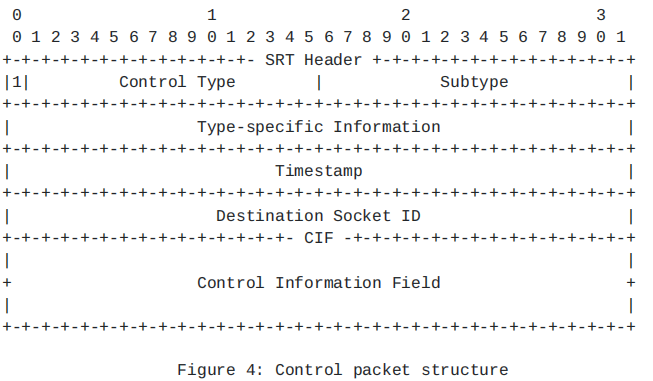 0                   1                   2                   3
 0 1 2 3 4 5 6 7 8 9 0 1 2 3 4 5 6 7 8 9 0 1 2 3 4 5 6 7 8 9 0 1
+-+-+-+-+-+-+-+-+-+-+-+-+- SRT Header +-+-+-+-+-+-+-+-+-+-+-+-+-+
|1|         Control Type        |            Subtype            |
+-+-+-+-+-+-+-+-+-+-+-+-+-+-+-+-+-+-+-+-+-+-+-+-+-+-+-+-+-+-+-+-+
|                   Type-specific Information                   |
+-+-+-+-+-+-+-+-+-+-+-+-+-+-+-+-+-+-+-+-+-+-+-+-+-+-+-+-+-+-+-+-+
|                           Timestamp                           |
+-+-+-+-+-+-+-+-+-+-+-+-+-+-+-+-+-+-+-+-+-+-+-+-+-+-+-+-+-+-+-+-+
|                     Destination Socket ID                     |
+-+-+-+-+-+-+-+-+-+-+-+-+-+-+- CIF -+-+-+-+-+-+-+-+-+-+-+-+-+-+-+
|                                                               |
+                   Control Information Field                   +
|                                                               |
+-+-+-+-+-+-+-+-+-+-+-+-+-+-+-+-+-+-+-+-+-+-+-+-+-+-+-+-+-+-+-+-+
                  Figure 4: Control packet structure